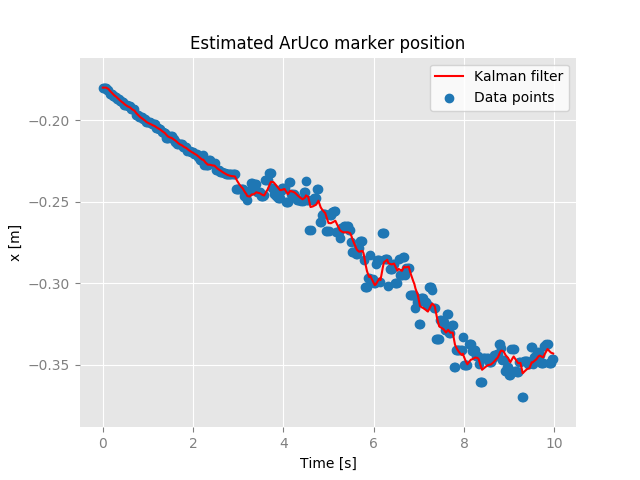 Estimated ArUco marker position
Kalman filter
Data points
−0.20
−0.25
−0.30
−0.35
x [m]
0
2
4
6
8
10
Time [s]